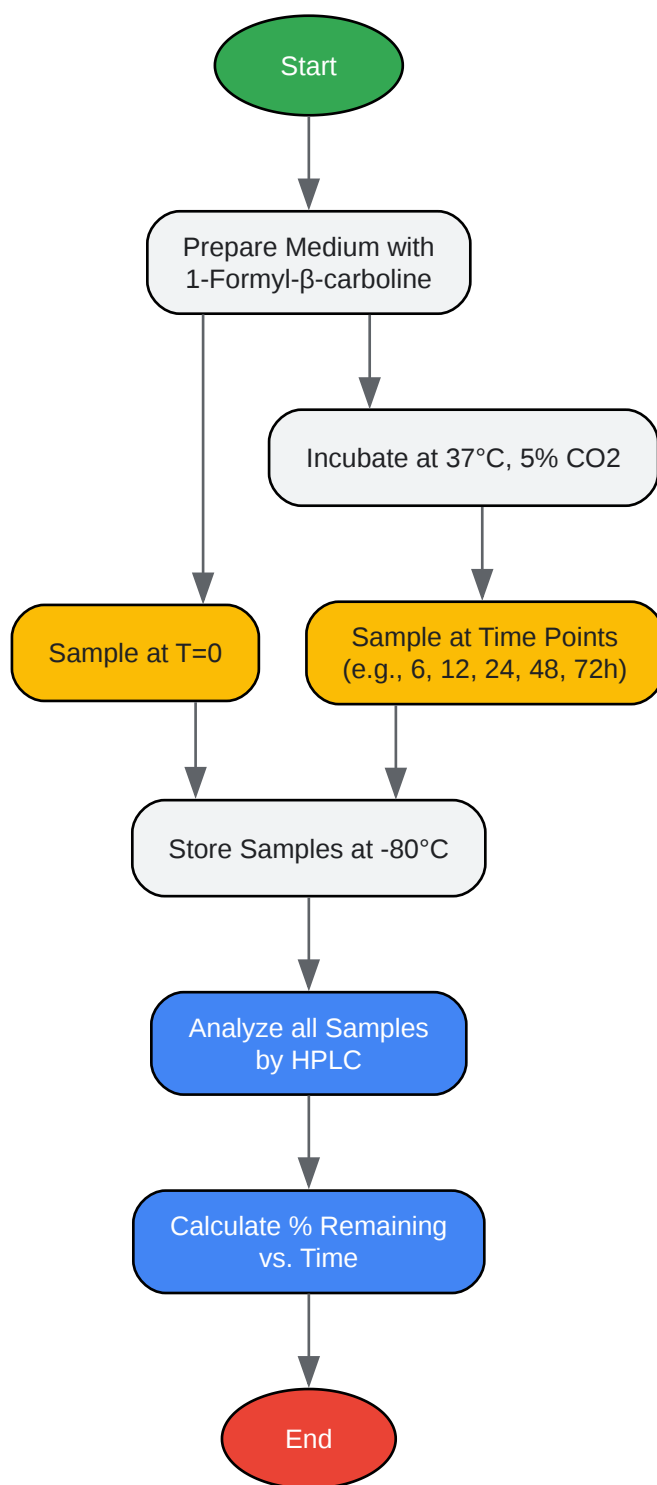 Start
Prepare Medium with
1-Formyl-β-carboline
Incubate at 37°C, 5% CO2
Sample at T=0
Sample at Time Points
(e.g., 6, 12, 24, 48, 72h)
Store Samples at -80°C
Analyze all Samples
by HPLC
Calculate % Remaining
vs. Time
End